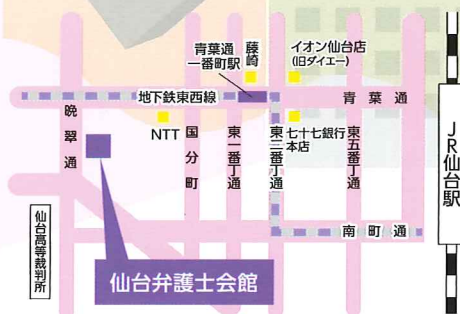 青葉通
一番町駅
藤崎
イオン仙台店
(旧ダイエー)
地下鉄東西線
青葉通
晩翠通
NTT
国分町
東一番丁通
東二番丁通
七十七銀行
本店
東五番丁通
JR仙台駅
南町通
仙台高等裁判所
仙台弁護士会館